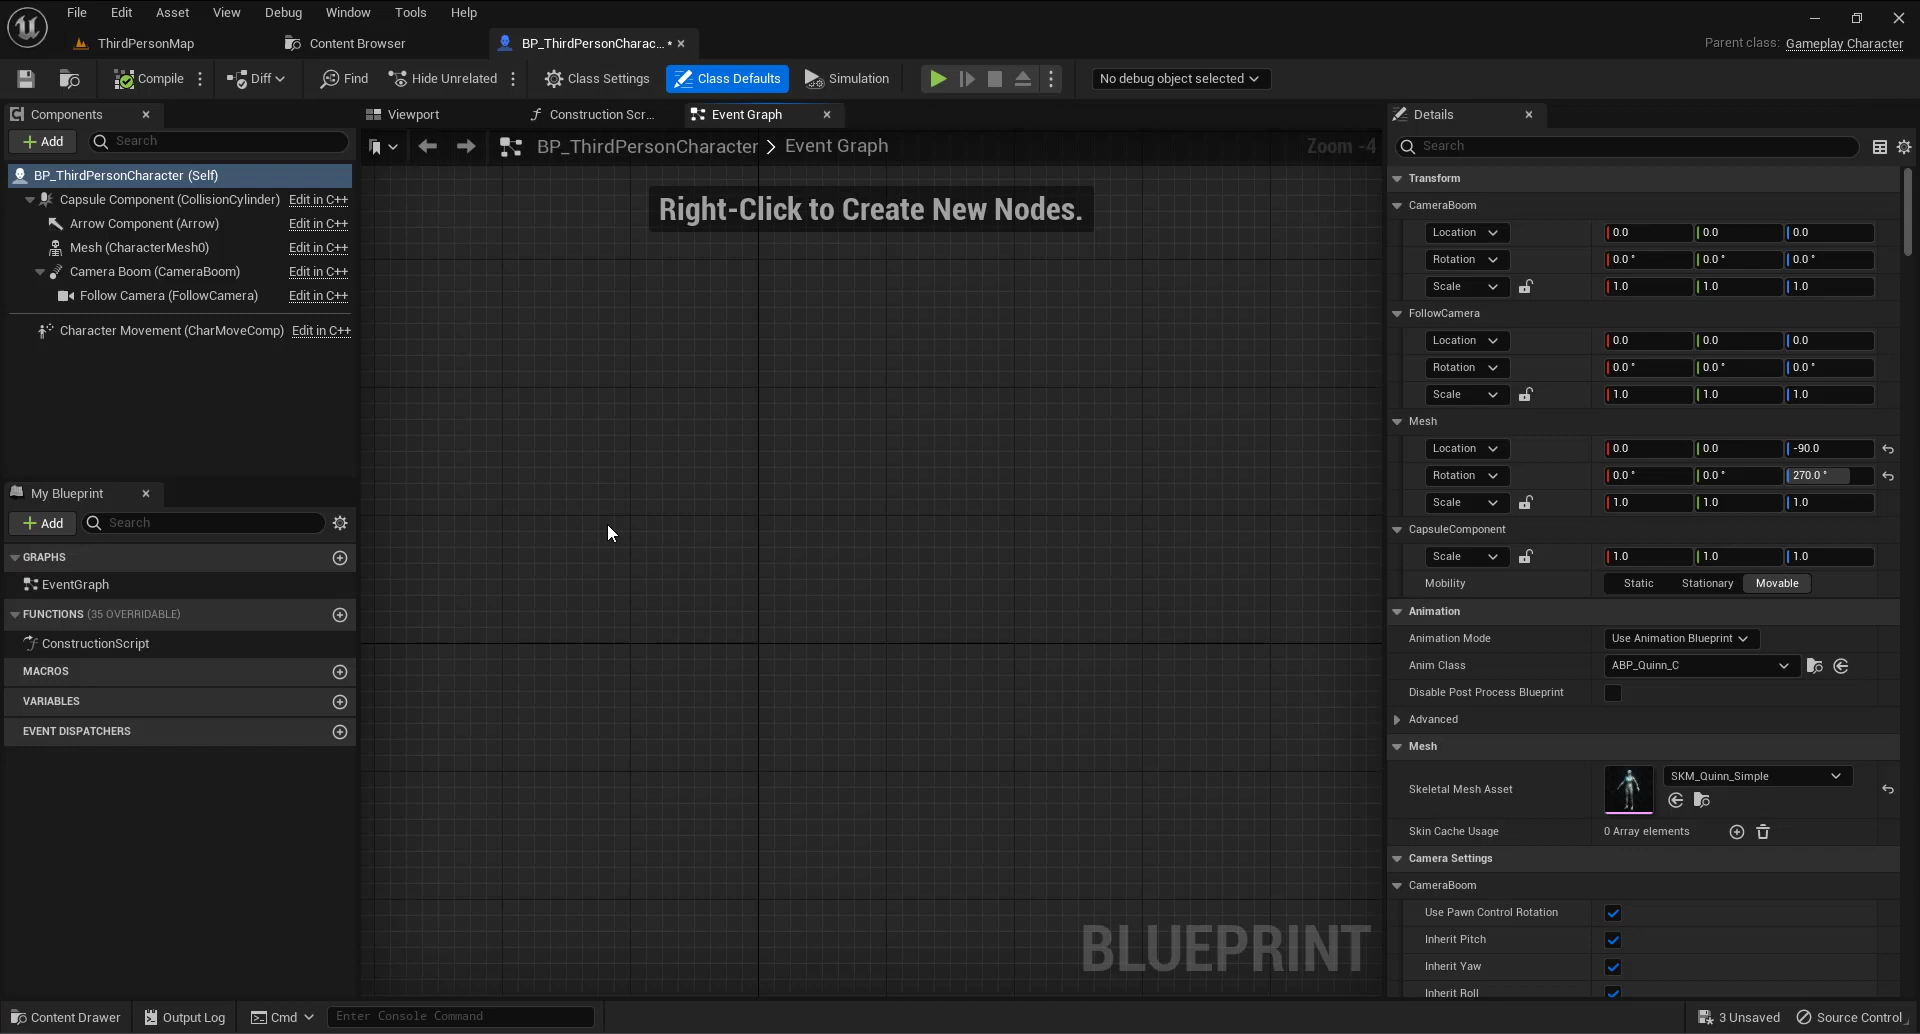 File Edit Asset View Debug Window Tools Help
ThirdPersonMap Content Browser BP_ThirdPersonCharac... • Parent class: Gameplay Character
Compile Diff Find Hide Unrelated Class Settings Class Defaults Simulation No debug object selected
Components
Viewport Construction Scr... Event Graph
Details
Add Search
BP_ThirdPersonCharacter > Event Graph Zoom -4
Search
Right-Click to Create New Nodes.
BP_ThirdPersonCharacter (Self)
Capsule Component (CollisionCylinder) Edit in C++
Arrow Component (Arrow) Edit in C++
Mesh (CharacterMesh0) Edit in C++
Camera Boom (CameraBoom) Edit in C++
Follow Camera (FollowCamera) Edit in C++
Character Movement (CharMoveComp) Edit in C++
My Blueprint
Add Search
GRAPHS
EventGraph
FUNCTIONS (35 OVERRIDABLE)
ConstructionScript
MACROS
VARIABLES
EVENT DISPATCHERS
BLUEPRINT
Transform
CameraBoom
Location 0.0 0.0 0.0
Rotation 0.0 ° 0.0 ° 0.0 °
Scale 1.0 1.0 1.0
FollowCamera
Location 0.0 0.0 0.0
Rotation 0.0 ° 0.0 ° 0.0 °
Scale 1.0 1.0 1.0
Mesh
Location 0.0 0.0 -90.0
Rotation 0.0 ° 0.0 ° 270.0 °
Scale 1.0 1.0 1.0
CapsuleComponent
Scale 1.0 1.0 1.0
Mobility Static Stationary Movable
Animation
Animation Mode Use Animation Blueprint
Anim Class ABP_Quinn_C
Disable Post Process Blueprint
Advanced
Mesh
Skeletal Mesh Asset SKM_Quinn_Simple
Skin Cache Usage 0 Array elements
Camera Settings
CameraBoom
Use Pawn Control Rotation
Inherit Pitch
Inherit Yaw
Inherit Roll
Content Drawer Output Log Cmd Enter Console Command 3 Unsaved Source Control